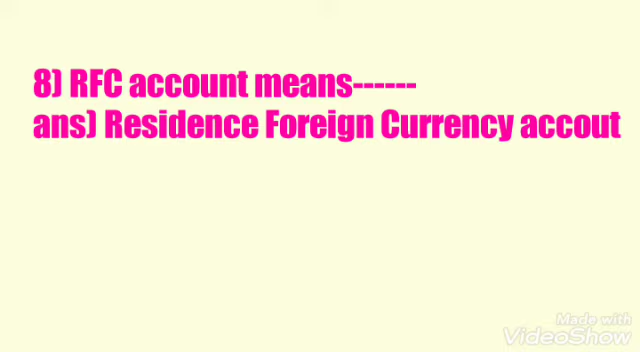 8) RFC account means------
ans) Residence Foreign Currency accout
Made with
VideoShow